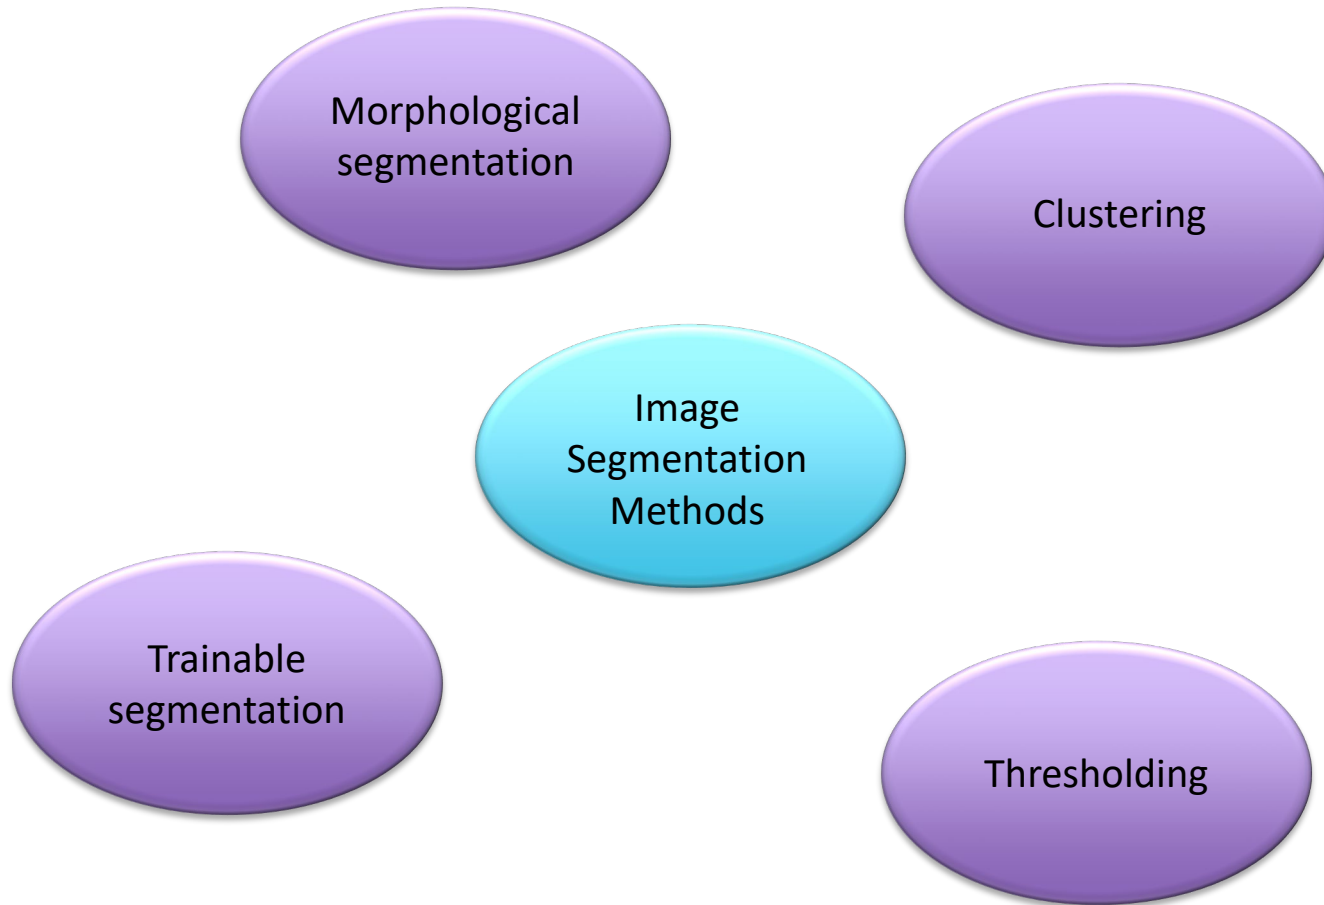 Morphological
segmentation
Clustering
Image
Segmentation
Methods
Trainable
segmentation
Thresholding